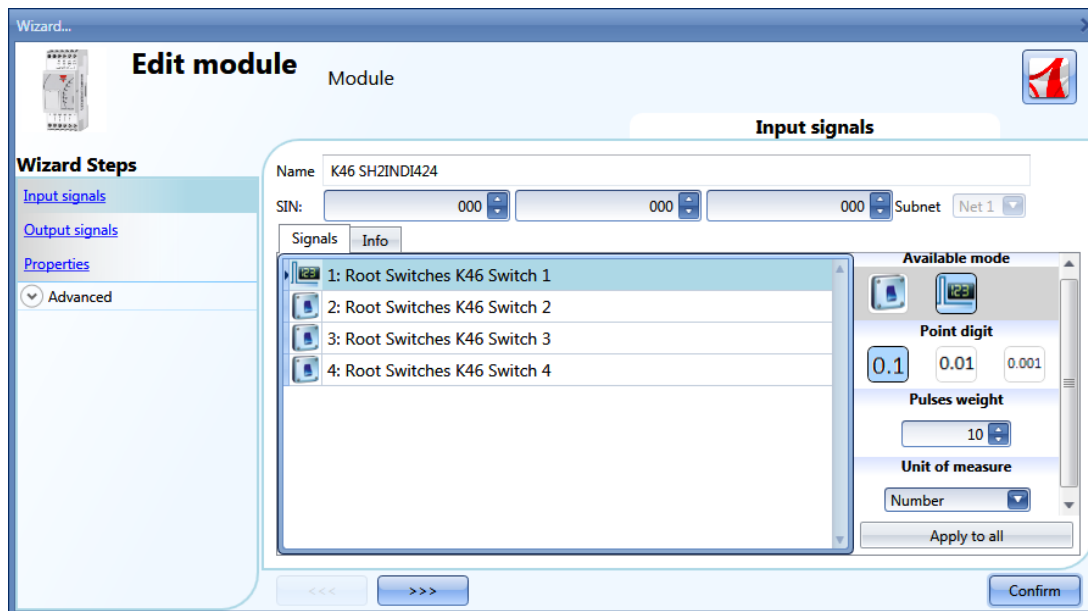 Wizard...
Edit module
Module
Input signals
Wizard Steps
Input signals
Output signals
Properties
Advanced
Name K46 SH2INDI424
SIN: 000 000 000 Subnet Net 1
Signals Info
1: Root Switches K46 Switch 1
2: Root Switches K46 Switch 2
3: Root Switches K46 Switch 3
4: Root Switches K46 Switch 4
Available mode
123
Point digit
0.1 0.01 0.001
Pulses weight
10
Unit of measure
Number
Apply to all
<<< >>> Confirm